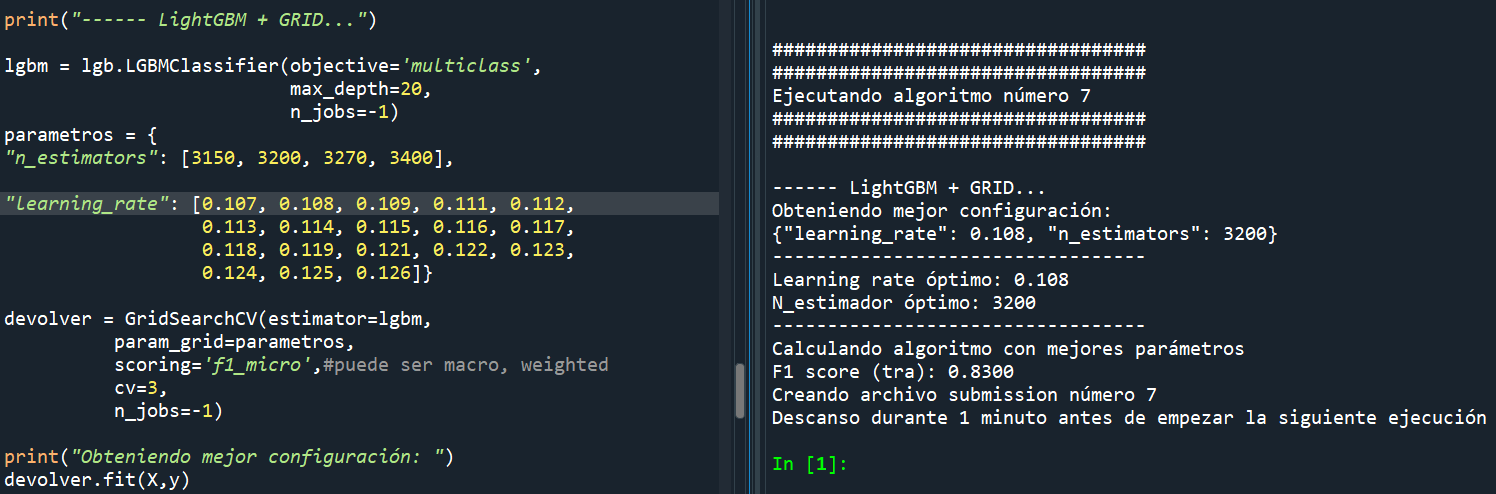 print("------ LightGBM + GRID...")
lgbm = lgb.LGBMClassifier(objective='multiclass',
max_depth=20,
n_jobs=-1)
parametros = {
"n_estimators": [3150, 3200, 3270, 3400],
"learning_rate": [0.107, 0.108, 0.109, 0.111, 0.112,
0.113, 0.114, 0.115, 0.116, 0.117,
0.118, 0.119, 0.121, 0.122, 0.123,
0.124, 0.125, 0.126]}
devolver = GridSearchCV(estimator=lgbm,
param_grid=parametros,
scoring='f1_micro',#puede ser macro, weighted
cv=3,
n_jobs=-1)
print("Obteniendo mejor configuración: ")
devolver.fit(X,y)
##################################
##################################
Ejecutando algoritmo número 7
##################################
##################################
------ LightGBM + GRID...
Obteniendo mejor configuración:
{"learning_rate": 0.108, "n_estimators": 3200}
----------------------------------
Learning rate óptimo: 0.108
N_estimador óptimo: 3200
----------------------------------
Calculando algoritmo con mejores parámetros
F1 score (tra): 0.8300
Creando archivo submission número 7
Descanso durante 1 minuto antes de empezar la siguiente ejecución
In [1]: